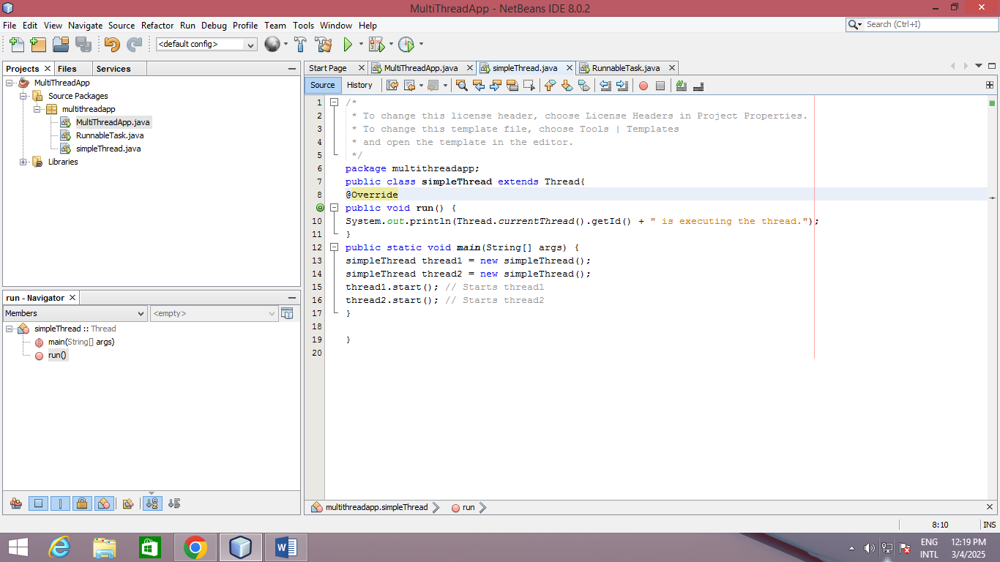 MultiThreadApp - NetBeans IDE 8.0.2
File Edit View Navigate Source Refactor Run Debug Profile Team Tools Window Help
Search (Ctrl+I)
<default config>
Projects Files Services
MultiThreadApp
Source Packages
multithreadapp
MultiThreadApp.java
RunnableTask.java
simpleThread.java
Libraries
run - Navigator
Members
<empty>
simpleThread :: Thread
main(String[] args)
run()
Start Page MultiThreadApp.java simpleThread.java RunnableTask.java
Source History
1 /*
2 * To change this license header, choose License Headers in Project Properties.
3 * To change this template file, choose Tools | Templates
4 * and open the template in the editor.
5 */
6 package multithreadapp;
7 public class simpleThread extends Thread{
8 @Override
public void run() {
10 System.out.println(Thread.currentThread().getId() + " is executing the thread.");
11 }
12 public static void main(String[] args) {
13 simpleThread thread1 = new simpleThread();
14 simpleThread thread2 = new simpleThread();
15 thread1.start(); // Starts thread1
16 thread2.start(); // Starts thread2
17 }
18
19 }
20
multithreadapp.simpleThread run
8:10 INS
ENG 12:19 PM
INTL 3/4/2025